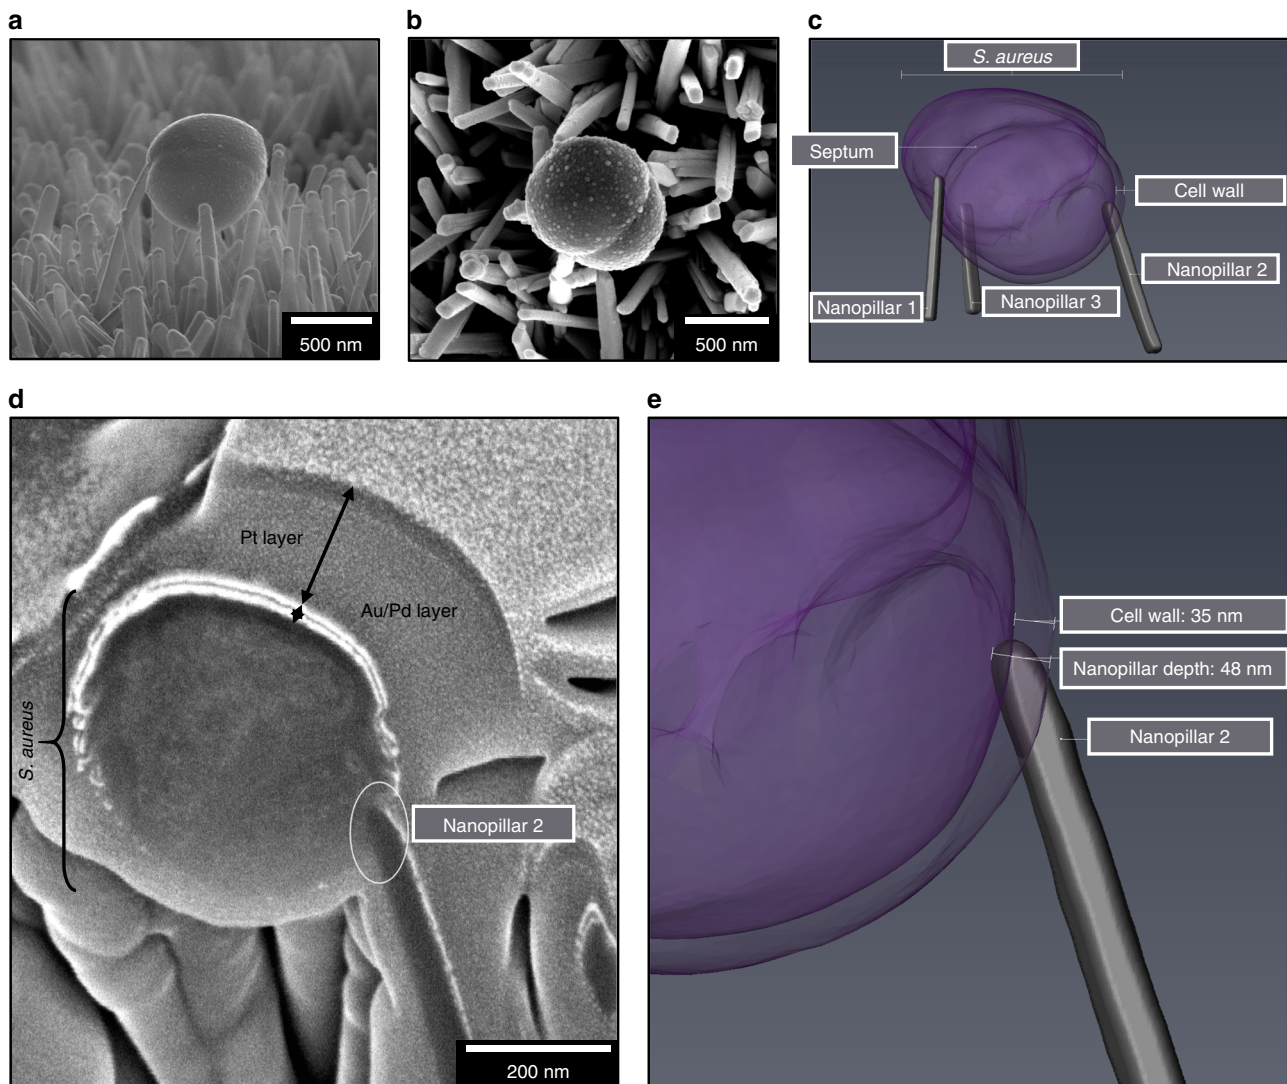 a
500 nm
b
500 nm
c
S. aureus
Septum
Cell wall
Nanopillar 2
Nanopillar 1
Nanopillar 3
d
Pt layer
Au/Pd layer
S. aureus
Nanopillar 2
200 nm
e
Cell wall: 35 nm
Nanopillar depth: 48 nm
Nanopillar 2